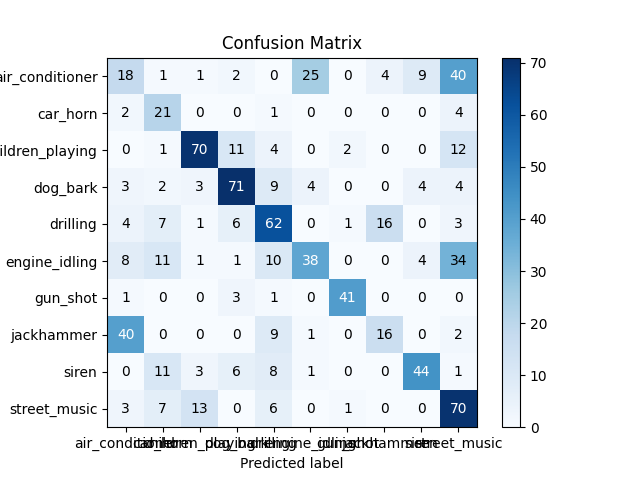 Confusion Matrix
air_conditioner 18 1 1 2 0 25 0 4 9 40
car_horn 2 21 0 0 1 0 0 0 0 4
ildren_playing 0 1 70 11 4 0 2 0 0 12
dog_bark 3 2 3 71 9 4 0 0 4 4
drilling 4 7 1 6 62 0 1 16 0 3
engine_idling 8 11 1 1 10 38 0 0 4 34
gun_shot 1 0 0 3 1 0 41 0 0 0
jackhammer 40 0 0 0 9 1 0 16 0 2
siren 0 11 3 6 8 1 0 0 44 1
street_music 3 7 13 0 6 0 1 0 0 70
street_music
Predicted label
70
60
50
40
30
20
10
0